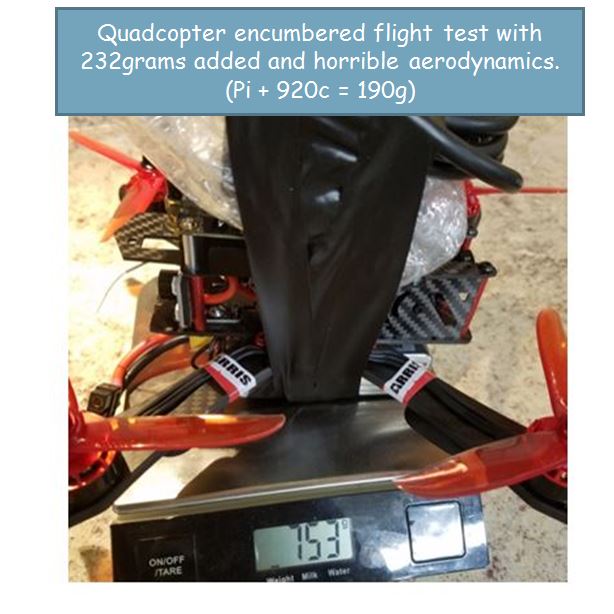 Quadcopter encumbered flight test with
232grams added and horrible aerodynamics.
(Pi + 920c = 190g)
ARRIS
ARRIS
753
ON/OFF
/TARE
Weight Milk Water